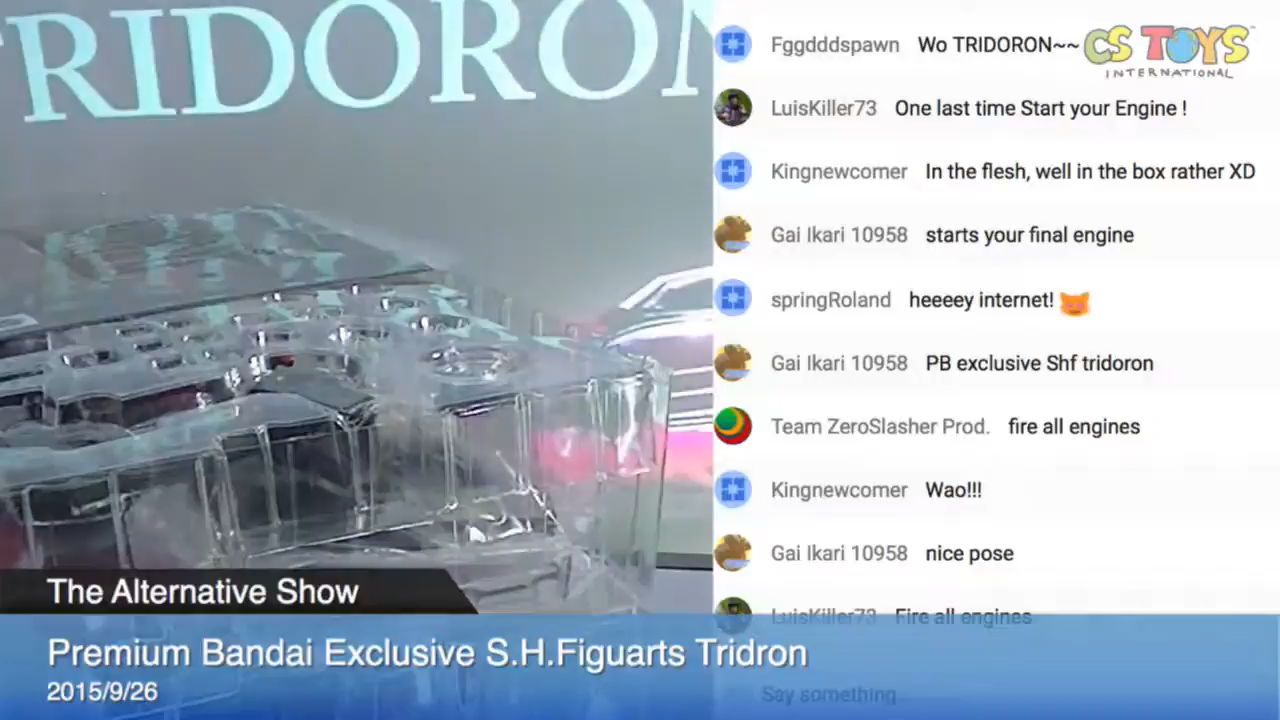 TRIDORON
Fggdddspawn Wo TRIDORON~~
CS TOYS
INTERNATIONAL
LuisKiller73 One last time Start your Engine !
Kingnewcomer In the flesh, well in the box rather XD
Gai Ikari 10958 starts your final engine
springRoland heeeey internet!
Gai Ikari 10958 PB exclusive Shf tridoron
Team ZeroSlasher Prod. fire all engines
Kingnewcomer Wao!!!
Gai Ikari 10958 nice pose
LuisKiller73 Fire all engines
The Alternative Show
Premium Bandai Exclusive S.H.Figuarts Tridron
2015/9/26
Say something...